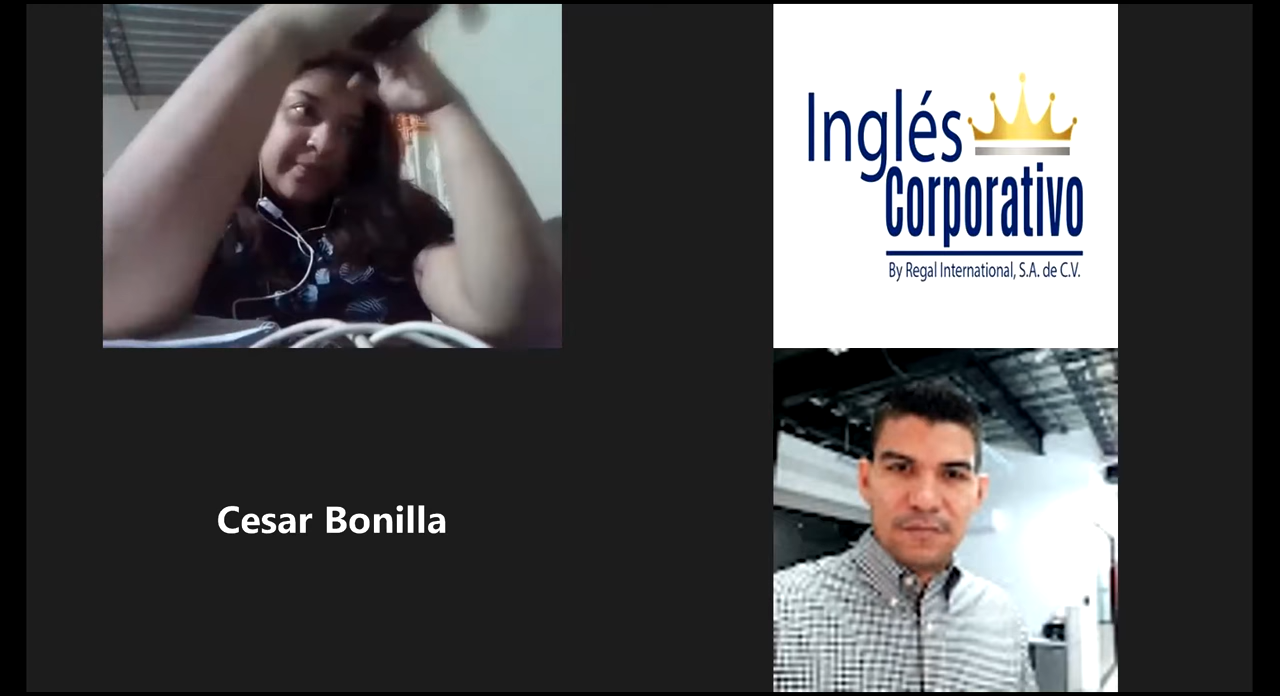 Inglés
Corporativo
By Regal International, S.A. de C.V.
Cesar Bonilla